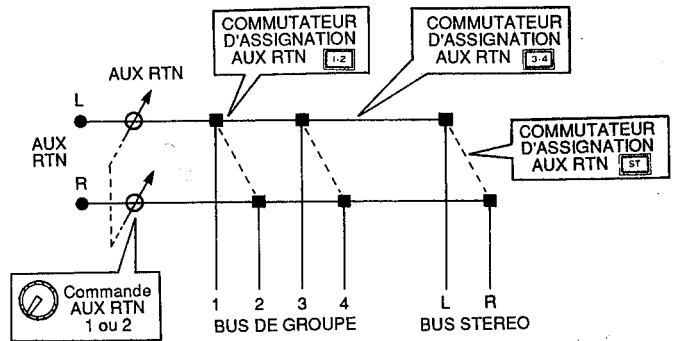 COMMUTATEUR
D'ASSIGNATION
AUX RTN 1-2
COMMUTATEUR
D'ASSIGNATION
AUX RTN 3-4
AUX RTN
L
AUX
RTN
R
COMMUTATEUR
D'ASSIGNATION
AUX RTN ST
Commande
AUX RTN
1 ou 2
1 2 3 4 L R
BUS DE GROUPE BUS STEREO